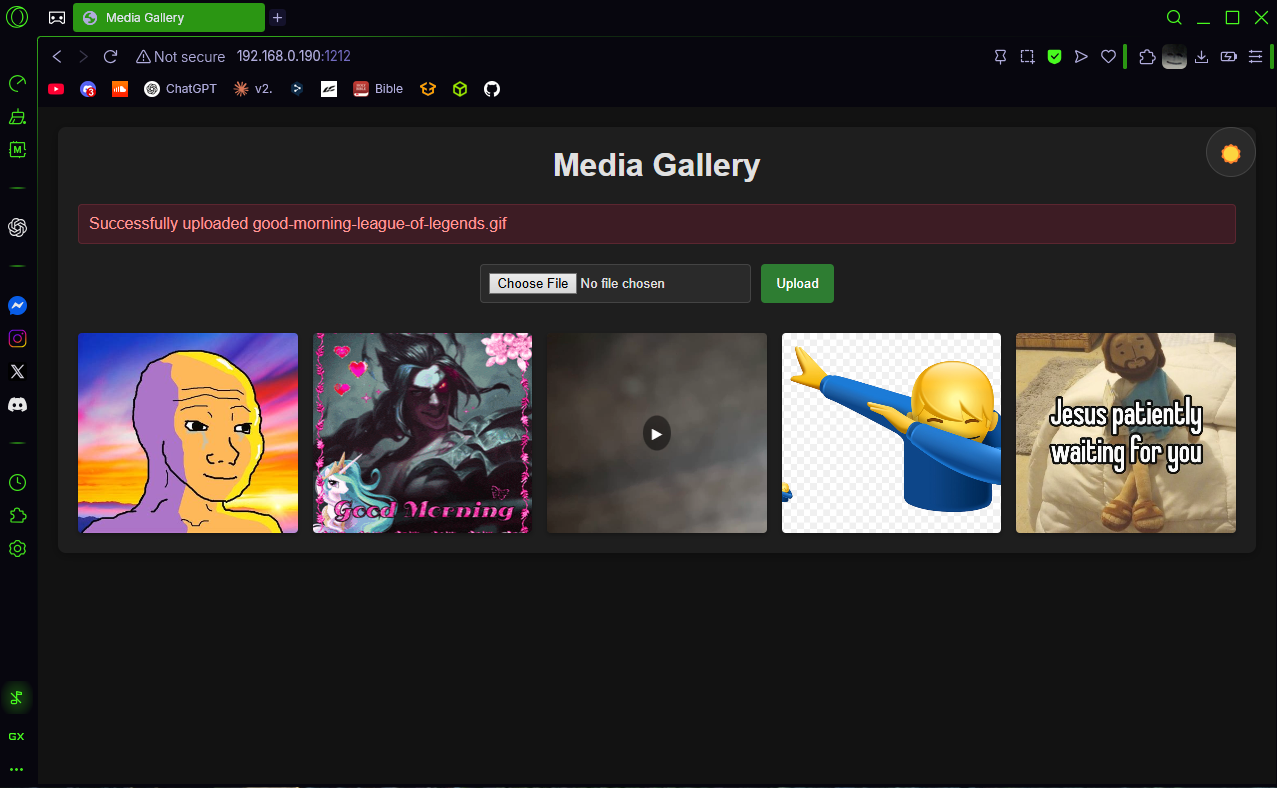 Media Gallery
+
Not secure 192.168.0.190:1212
3 ChatGPT v2. Bible
M
Media Gallery
Successfully uploaded good-morning-league-of-legends.gif
Choose File No file chosen Upload
Good Morning
Jesus patiently
waiting for you
GX